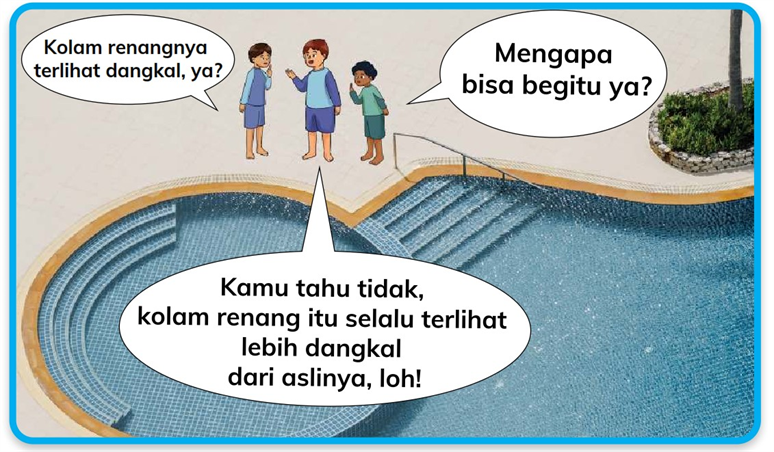 Kolam renangnya
terlihat dangkal, ya?
Mengapa
bisa begitu ya?
Kamu tahu tidak,
kolam renang itu selalu terlihat
lebih dangkal
dari aslinya, loh!